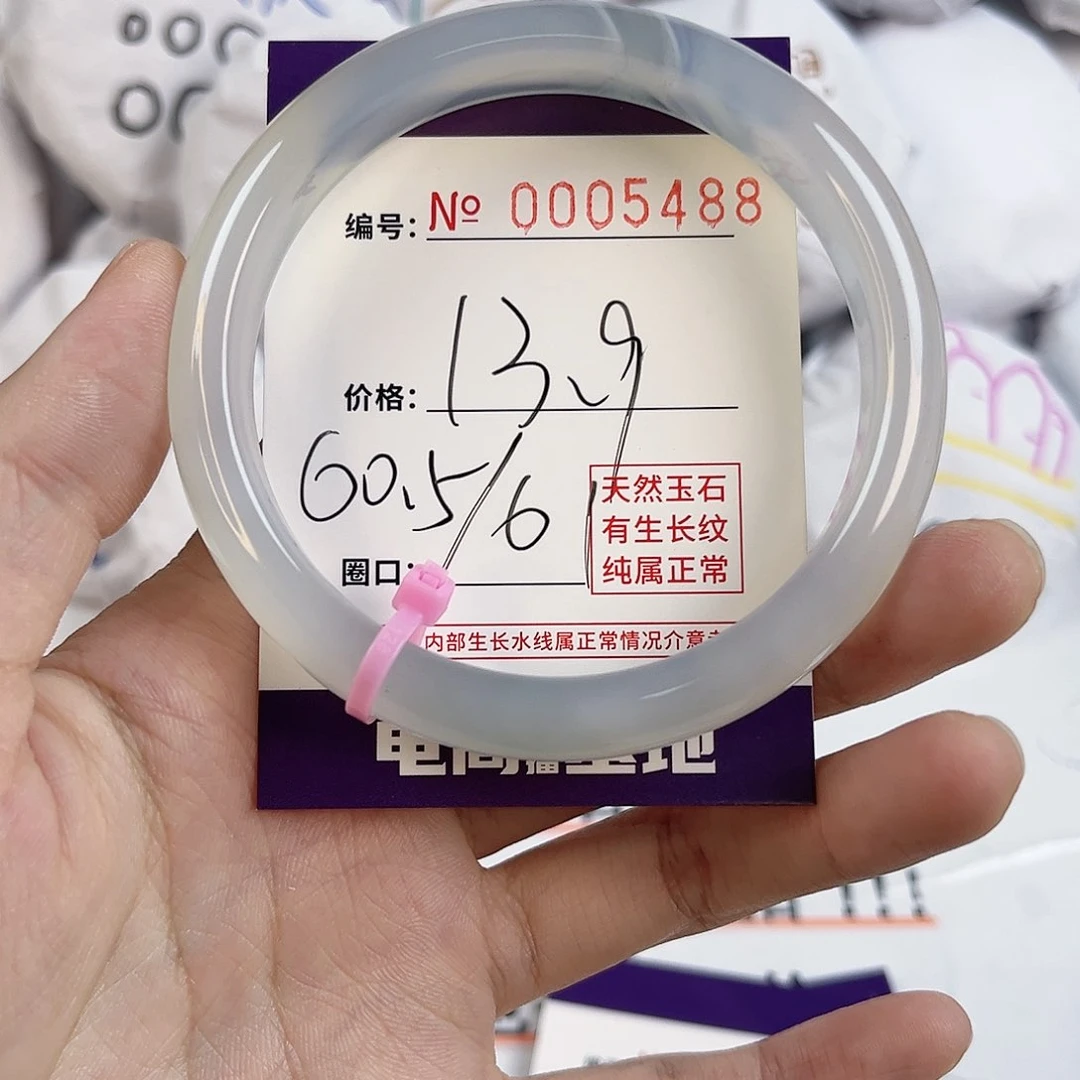 编号: № 0005488
价格: 13.9
60.5/61
圈口:
天然玉石
有生长纹
纯属正常
内部生长水线属正常情况介意
基地
!!!